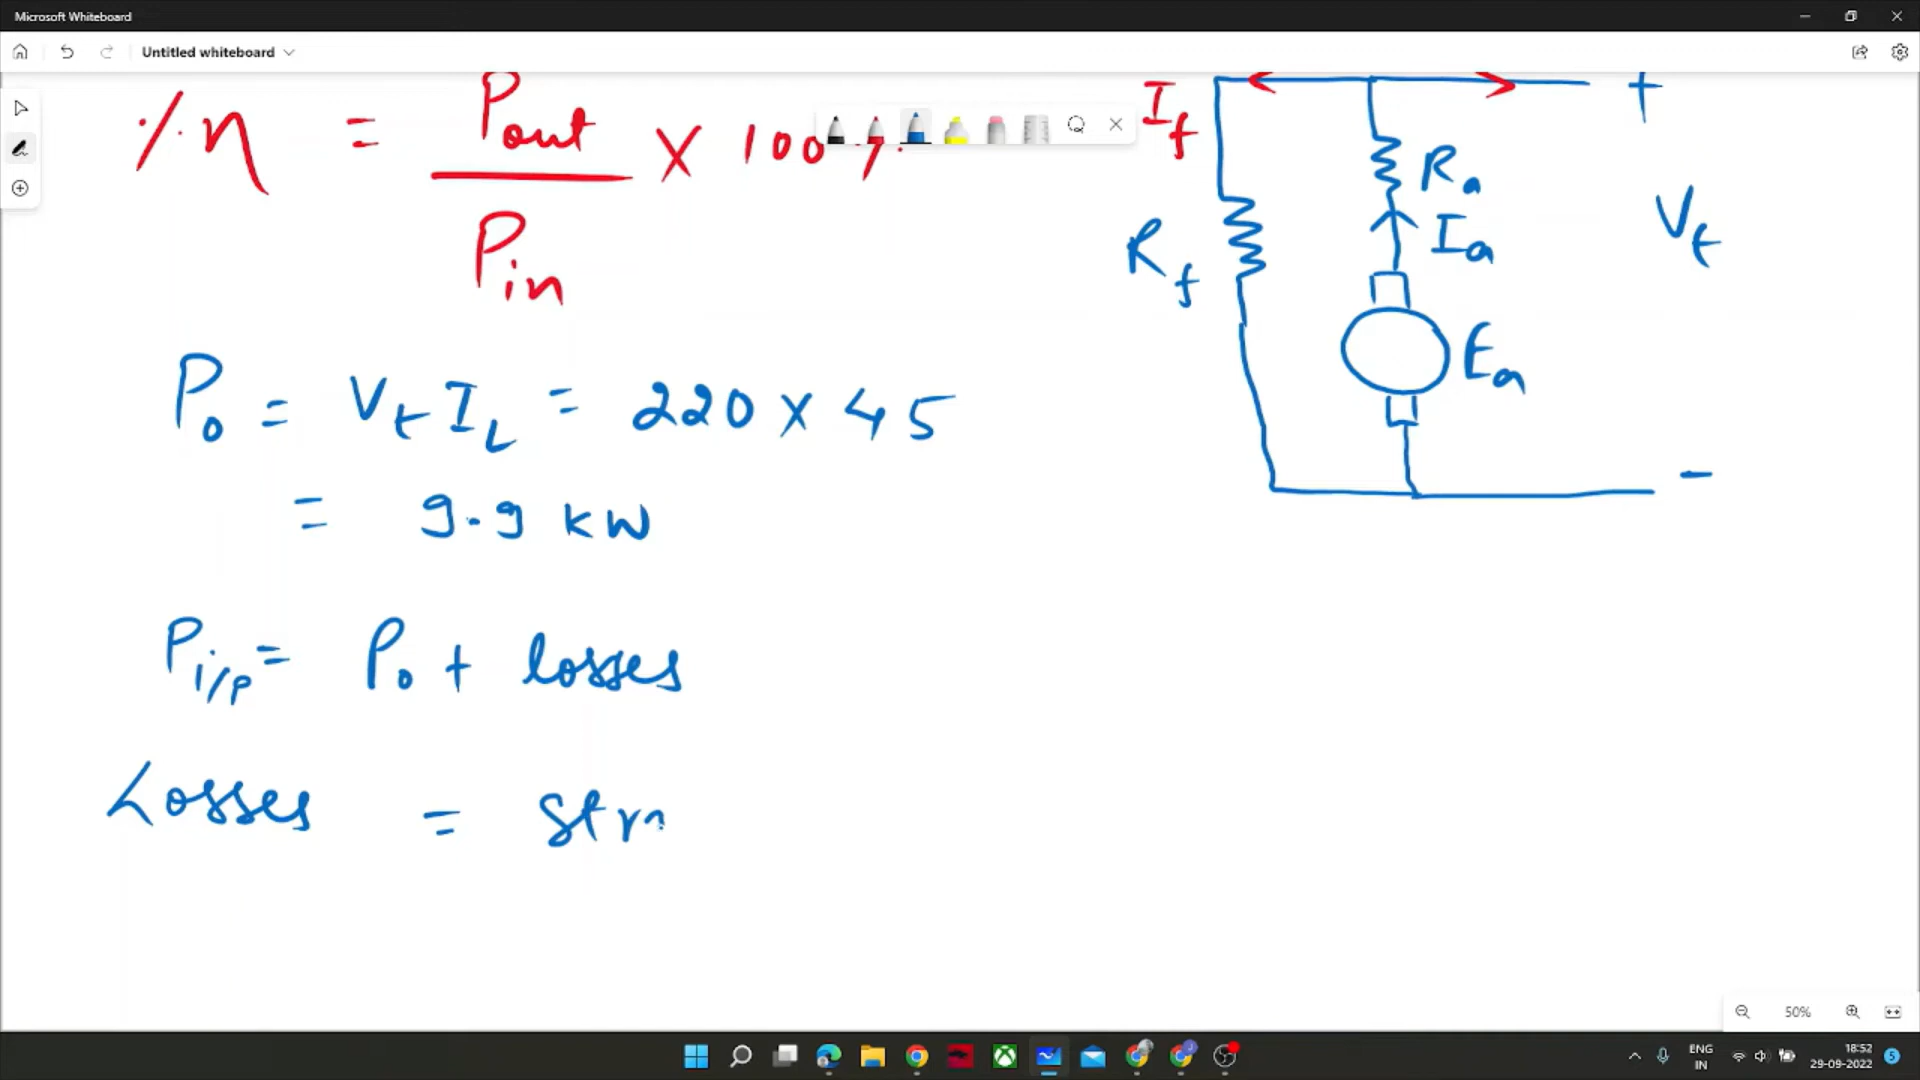 Microsoft Whiteboard
Untitled whiteboard
%η = Pout / Pin × 100 %
If
Ra
Ia
Rf
Ea
+
Vt
-
Po = Vt IL = 220 × 45
= 9.9 kW
Pi/p = Po + losses
Losses = str
50%
ENG
IN
18:52
29-09-2022
5